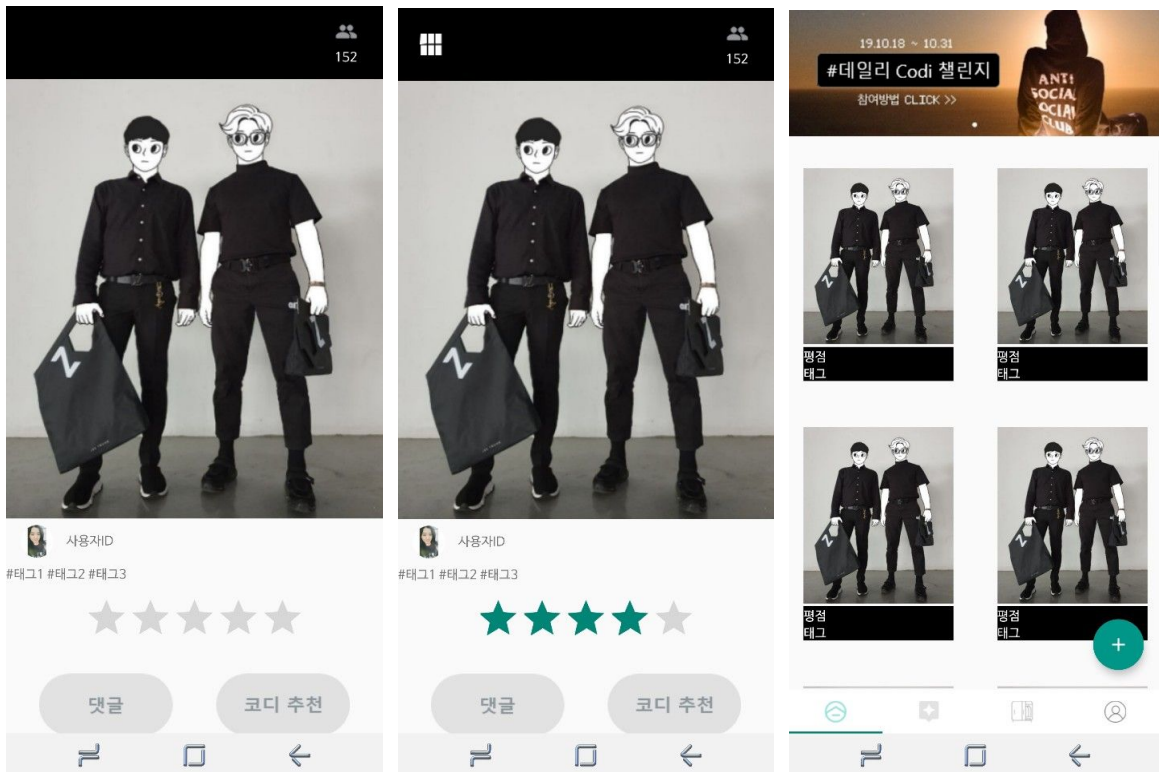 152
Z
사용자ID
#태그1 #태그2 #태그3
댓글
코디 추천
152
Z
사용자ID
#태그1 #태그2 #태그3
댓글
코디 추천
19.10.18 ~ 10.31
#데일리 Codi 챌린지
참여방법 CLICK >>
ANTI
SOCIAL
SOCIAL
CLUB
Z
Z
평점
태그
평점
태그
Z
Z
평점
태그
평점
태그
+